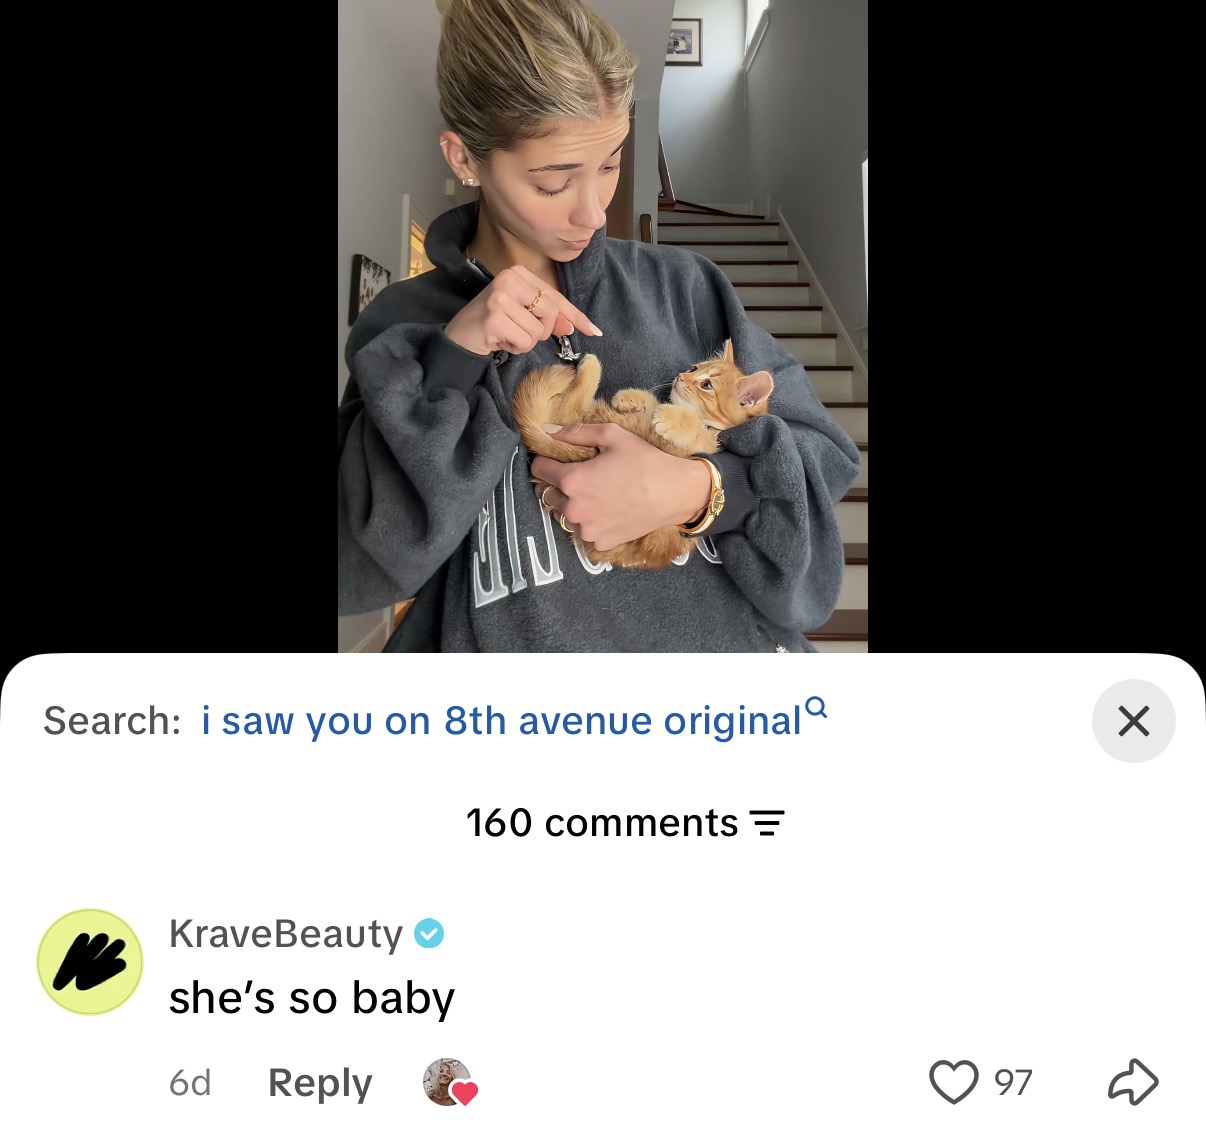 Search: i saw you on 8th avenue original
160 comments
KraveBeauty
she's so baby
6d Reply 97